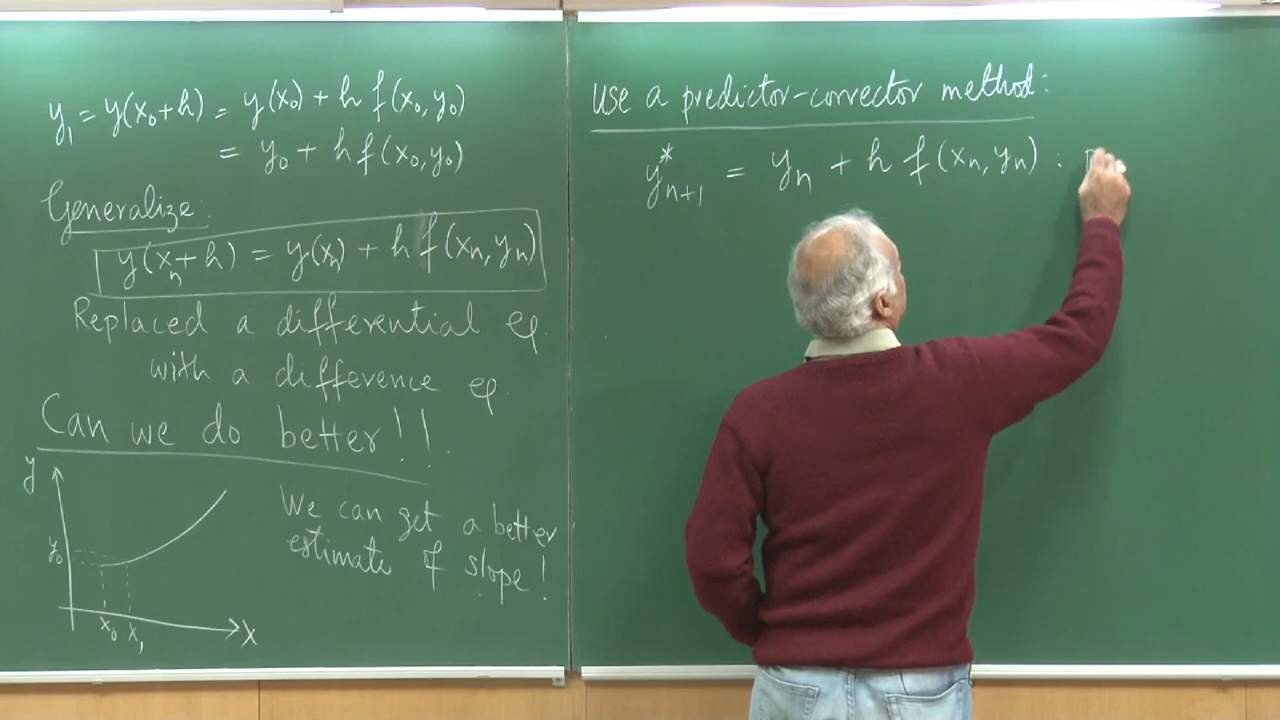 y₁ = y(x₀+h) = y(x₀) + h f(x₀,y₀)
= y₀ + h f(x₀,y₀)
Generalize:
y(xₙ+h) = y(xₙ) + h f(xₙ,yₙ)
Replaced a differential eq.
with a difference eq.
Can we do better!!
y
y₀
x₀ x₁
x
We can get a better
estimate of slope!
Use a predictor-corrector method:
y*ₙ₊₁ = yₙ + h f(xₙ,yₙ) :